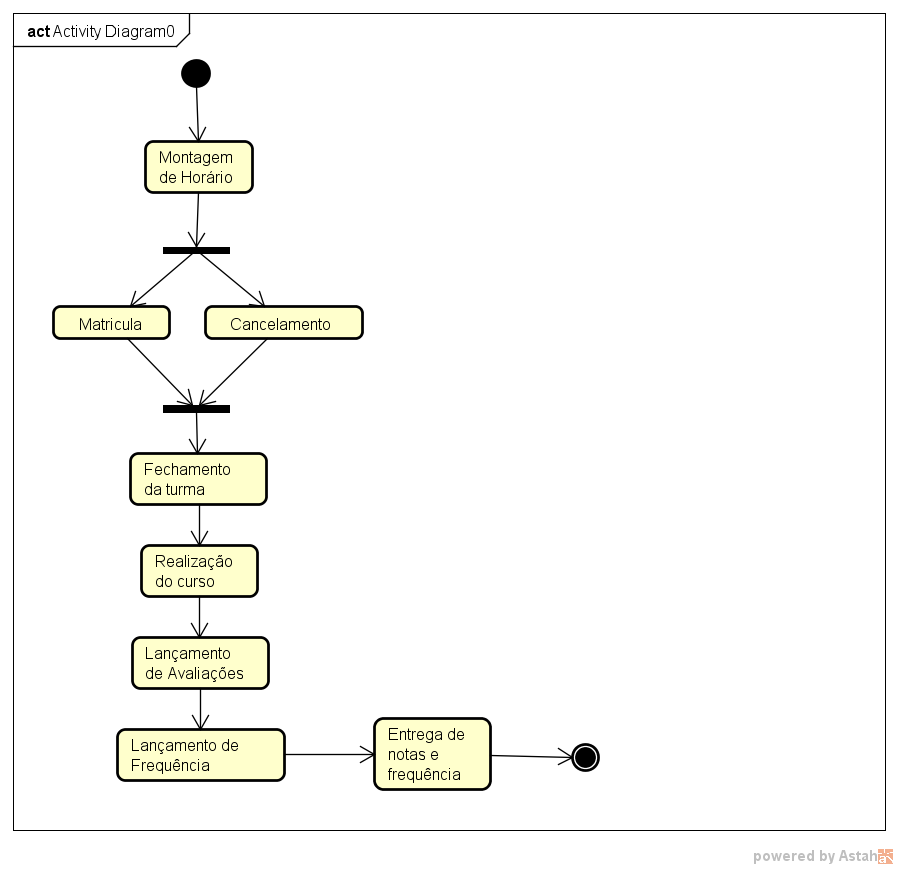 act Activity Diagram0
Montagem
de Horário
Matricula
Cancelamento
Fechamento
da turma
Realização
do curso
Lançamento
de Avaliações
Lançamento de
Frequência
Entrega de
notas e
frequência
powered by Astah